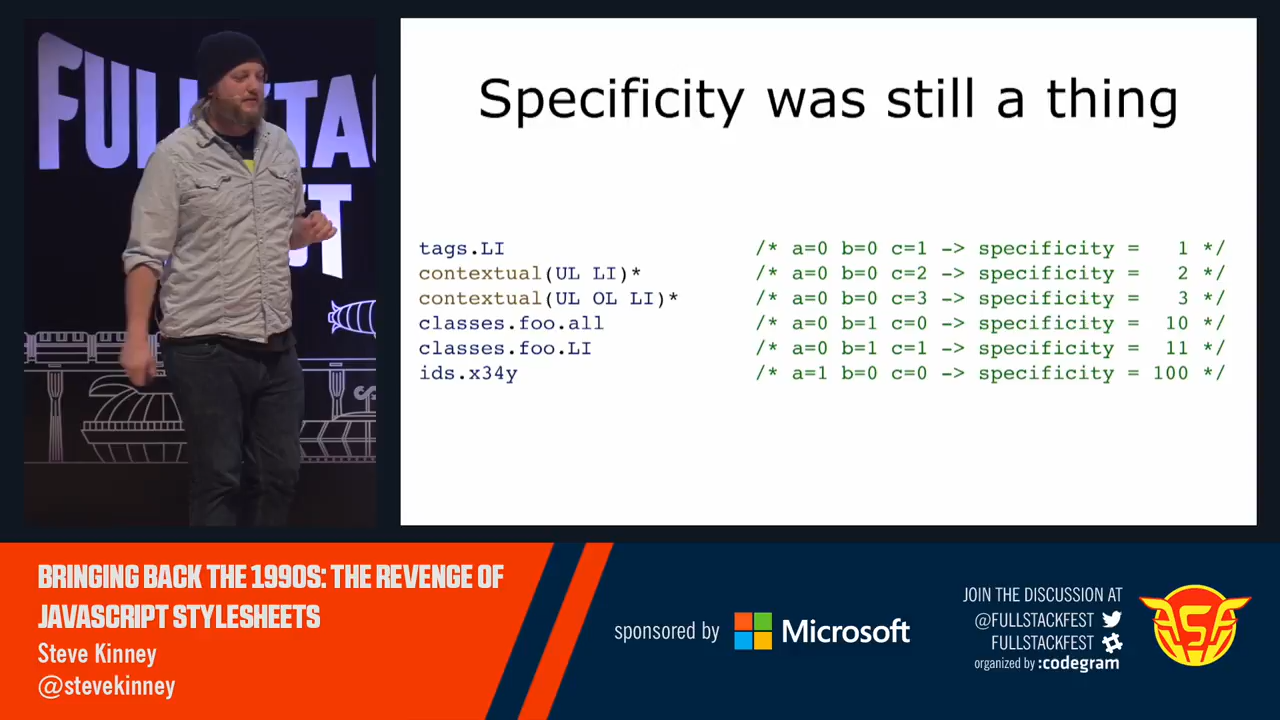 Specificity was still a thing
tags.LI /* a=0 b=0 c=1 -> specificity = 1 */
contextual(UL LI)* /* a=0 b=0 c=2 -> specificity = 2 */
contextual(UL OL LI)* /* a=0 b=0 c=3 -> specificity = 3 */
classes.foo.all /* a=0 b=1 c=0 -> specificity = 10 */
classes.foo.LI /* a=0 b=1 c=1 -> specificity = 11 */
ids.x34y /* a=1 b=0 c=0 -> specificity = 100 */
BRINGING BACK THE 1990S: THE REVENGE OF
JAVASCRIPT STYLESHEETS
Steve Kinney
@stevekinney
sponsored by Microsoft
JOIN THE DISCUSSION AT
@FULLSTACKFEST
FULLSTACKFEST
organized by :codegram
FSF